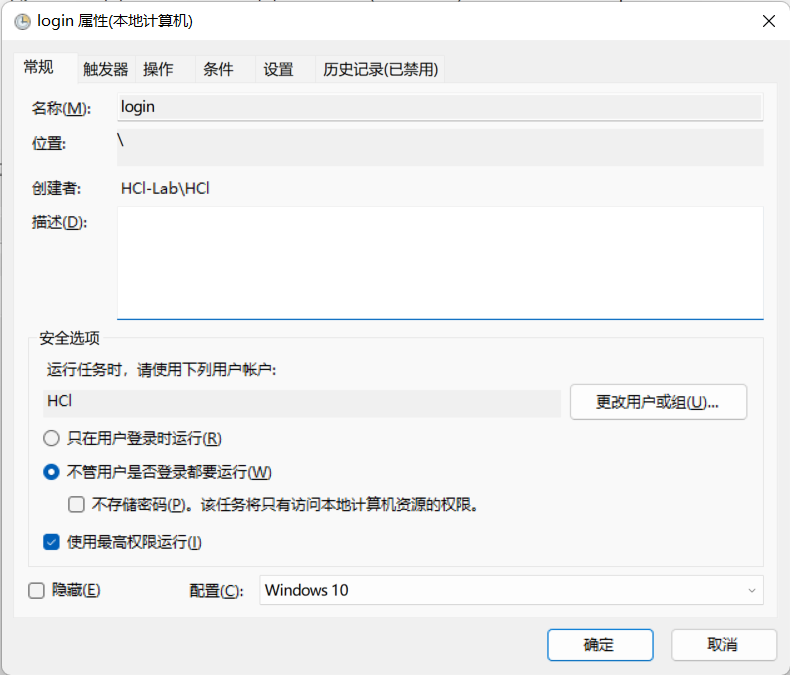 login 属性(本地计算机)
常规 触发器 操作 条件 设置 历史记录(已禁用)
名称(M): login
位置: \
创建者: HCl-Lab\HCl
描述(D):
安全选项
运行任务时，请使用下列用户帐户:
HCl 更改用户或组(U)...
只在用户登录时运行(R)
不管用户是否登录都要运行(W)
不存储密码(P)。该任务将只有访问本地计算机资源的权限。
使用最高权限运行(I)
隐藏(E) 配置(C): Windows 10
确定 取消